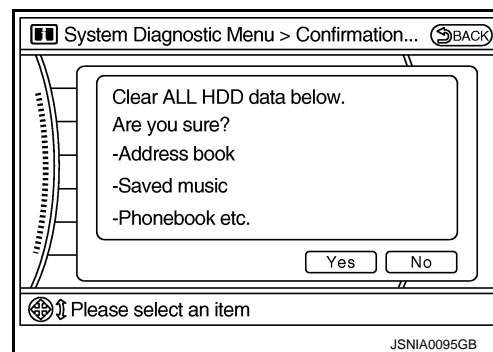 System Diagnostic Menu > Confirmation... BACK
Clear ALL HDD data below.
Are you sure?
-Address book
-Saved music
-Phonebook etc.
Yes No
Please select an item
JSNIA0095GB